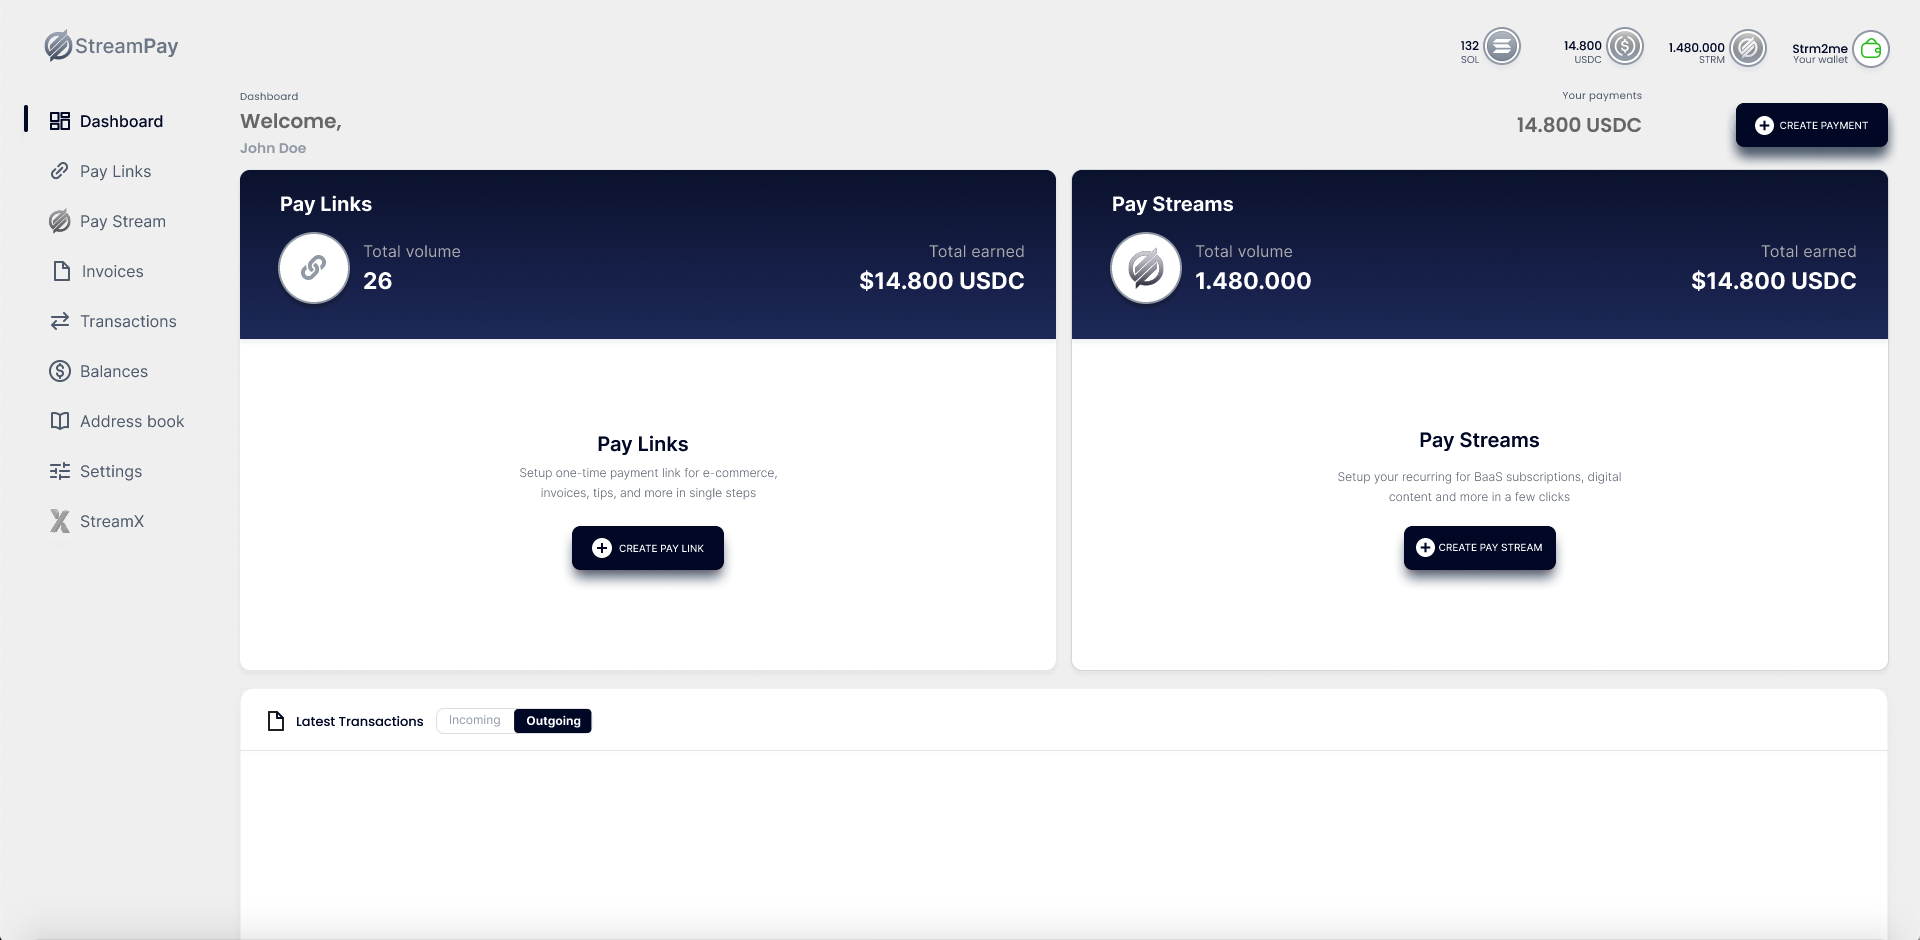 StreamPay
132
SOL
14.800
USDC
1.480.000
STRM
Strm2me
Your wallet
Dashboard
Pay Links
Pay Stream
Invoices
Transactions
Balances
Address book
Settings
StreamX
Dashboard
Welcome,
John Doe
Your payments
14.800 USDC
CREATE PAYMENT
Pay Links
Total volume
26
Total earned
$14.800 USDC
Pay Links
Setup one-time payment link for e-commerce,
invoices, tips, and more in single steps
CREATE PAY LINK
Pay Streams
Total volume
1.480.000
Total earned
$14.800 USDC
Pay Streams
Setup your recurring for BaaS subscriptions, digital
content and more in a few clicks
CREATE PAY STREAM
Latest Transactions
Incoming
Outgoing